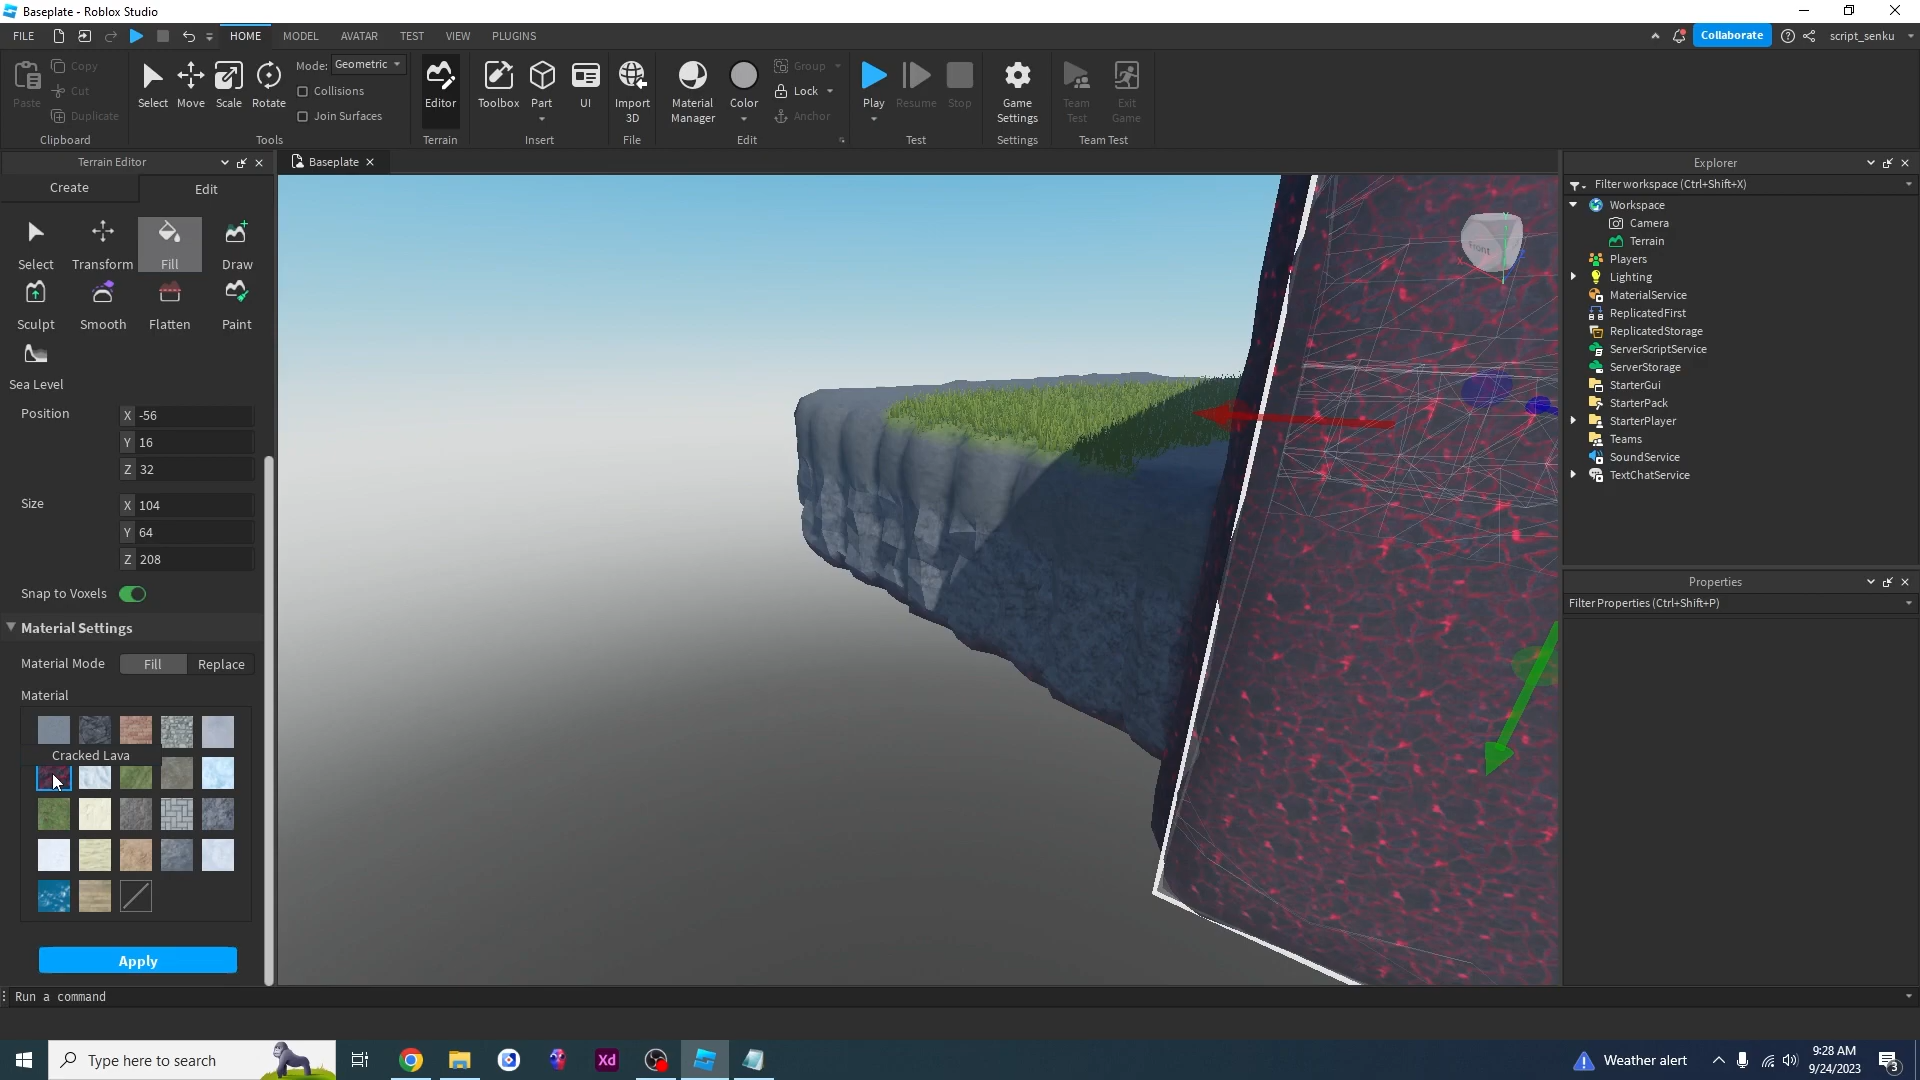 Baseplate - Roblox Studio
FILE
HOME
MODEL
AVATAR
TEST
VIEW
PLUGINS
Collaborate
script_senku
Paste
Copy
Cut
Duplicate
Clipboard
Select
Move
Scale
Rotate
Mode: Geometric
Collisions
Join Surfaces
Tools
Editor
Terrain
Toolbox
Part
UI
Insert
Import
3D
File
Material
Manager
Color
Group
Lock
Anchor
Edit
Play
Resume
Stop
Test
Game
Settings
Settings
Team
Test
Exit
Game
Team Test
Terrain Editor
Create
Edit
Select
Transform
Fill
Draw
Sculpt
Smooth
Flatten
Paint
Sea Level
Position
X -56
Y 16
Z 32
Size
X 104
Y 64
Z 208
Snap to Voxels
Material Settings
Material Mode
Fill
Replace
Material
Cracked Lava
Apply
Baseplate
Front
Explorer
Filter workspace (Ctrl+Shift+X)
Workspace
Camera
Terrain
Players
Lighting
MaterialService
ReplicatedFirst
ReplicatedStorage
ServerScriptService
ServerStorage
StarterGui
StarterPack
StarterPlayer
Teams
SoundService
TextChatService
Properties
Filter Properties (Ctrl+Shift+P)
Run a command
Type here to search
Xd
Weather alert
9:28 AM
9/24/2023
3